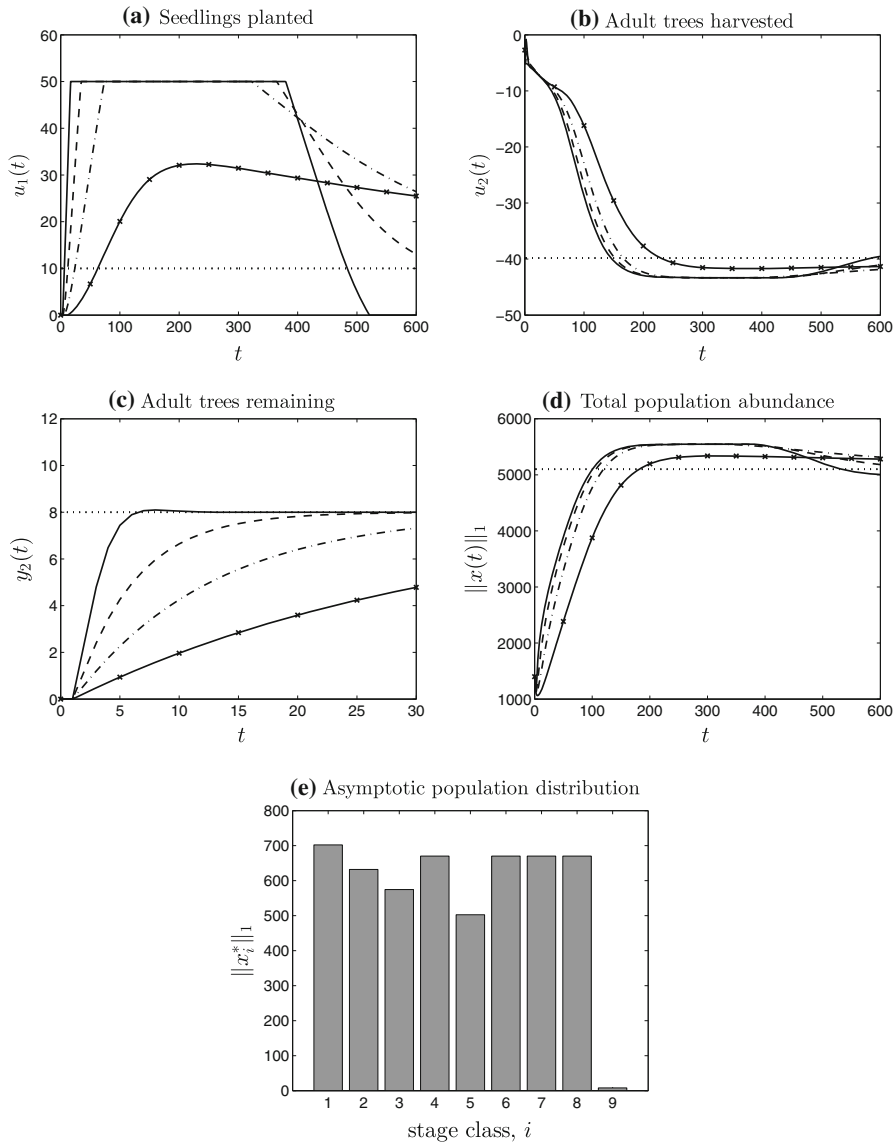 (a) Seedlings planted
60
50
40
30
20
10
0
u₁(t)
0 100 200 300 400 500 600
t
(b) Adult trees harvested
0
−10
−20
−30
−40
−50
u₂(t)
0 100 200 300 400 500 600
t
(c) Adult trees remaining
12
10
8
6
4
2
0
y₂(t)
0 5 10 15 20 25 30
t
(d) Total population abundance
6000
5000
4000
3000
2000
1000
||x(t)||₁
0 100 200 300 400 500 600
t
(e) Asymptotic population distribution
800
700
600
500
400
300
200
100
0
||xᵢ*||₁
1 2 3 4 5 6 7 8 9
stage class, i